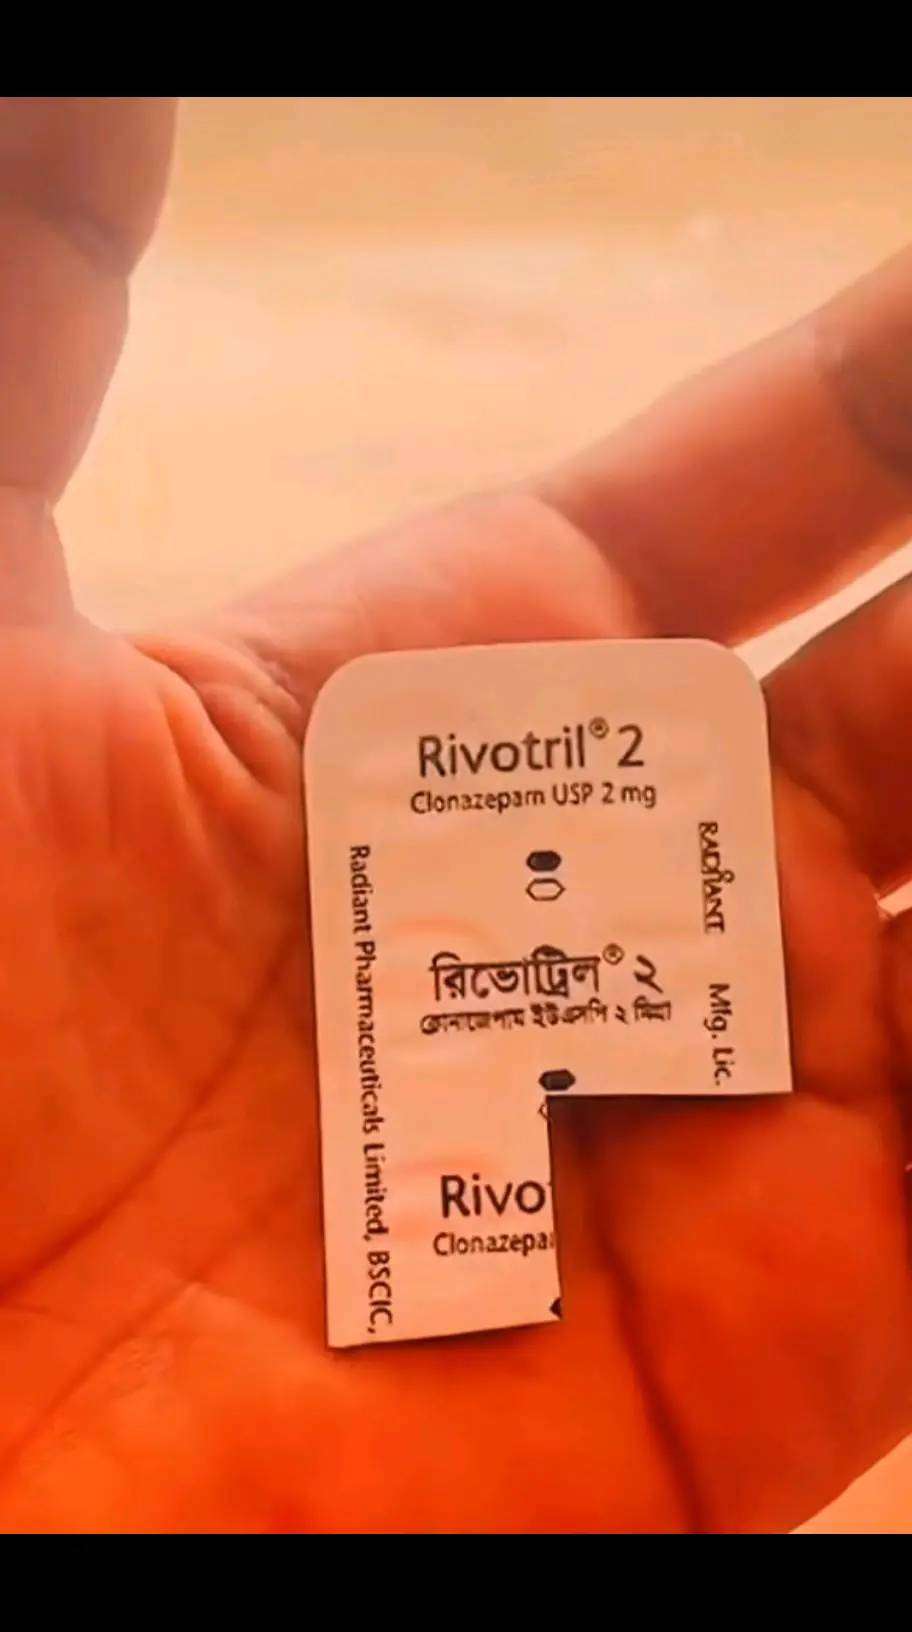 Rivotril® 2
Clonazepam USP 2 mg
রিভোট্রিল® ২
ক্লোনাজেপাম ইউএসপি ২ মিগ্রা
Rivo
Clonazepa
Radiant Pharmaceuticals Limited, BSCIC,
RADIANT Mfg. Lic.